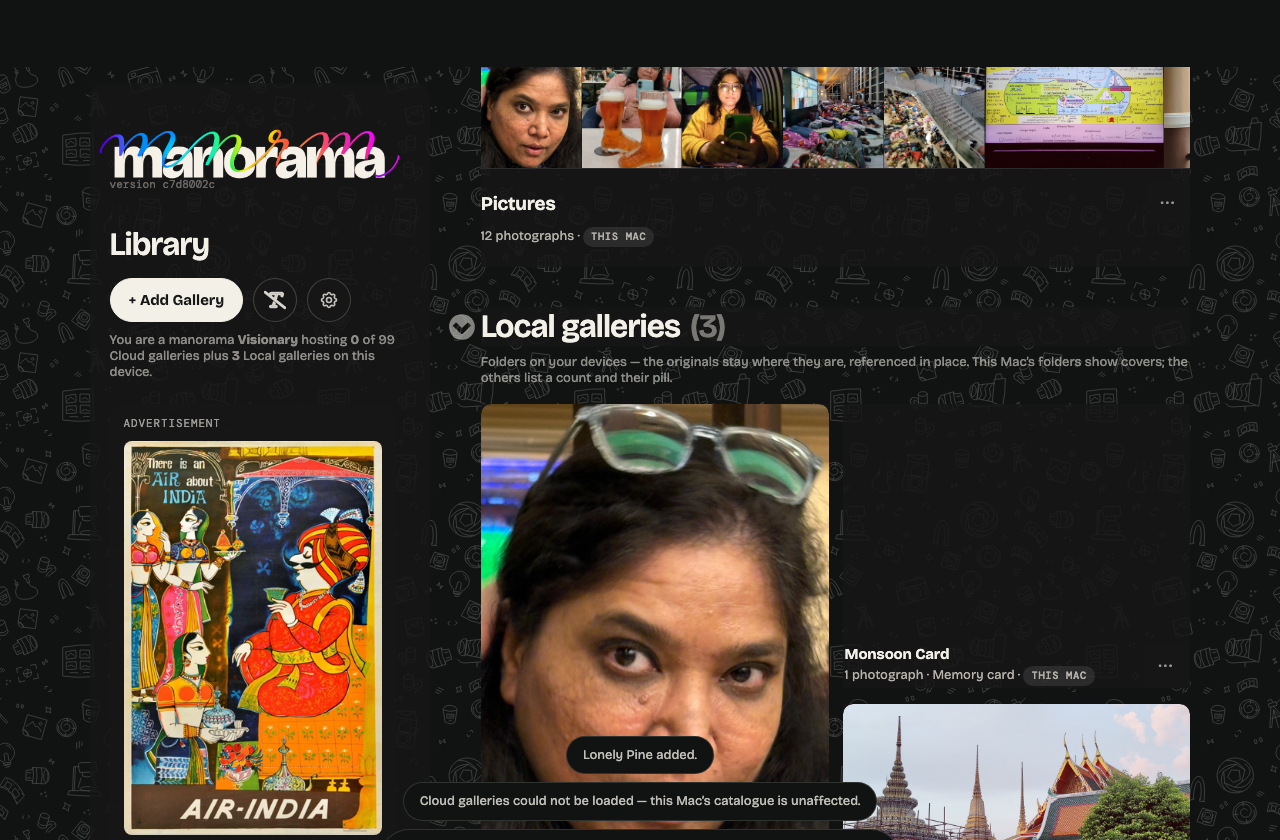 manorama
version c7d8002c
Library
+ Add Gallery
You are a manorama Visionary hosting 0 of 99
Cloud galleries plus 3 Local galleries on this
device.
ADVERTISEMENT
There is an
AIR about
INDIA
AIR-INDIA
Pictures
12 photographs · THIS MAC
Local galleries (3)
Folders on your devices — the originals stay where they are, referenced in place. This Mac's folders show covers; the
others list a count and their pill.
Monsoon Card
1 photograph · Memory card · THIS MAC
Lonely Pine added.
Cloud galleries could not be loaded — this Mac's catalogue is unaffected.